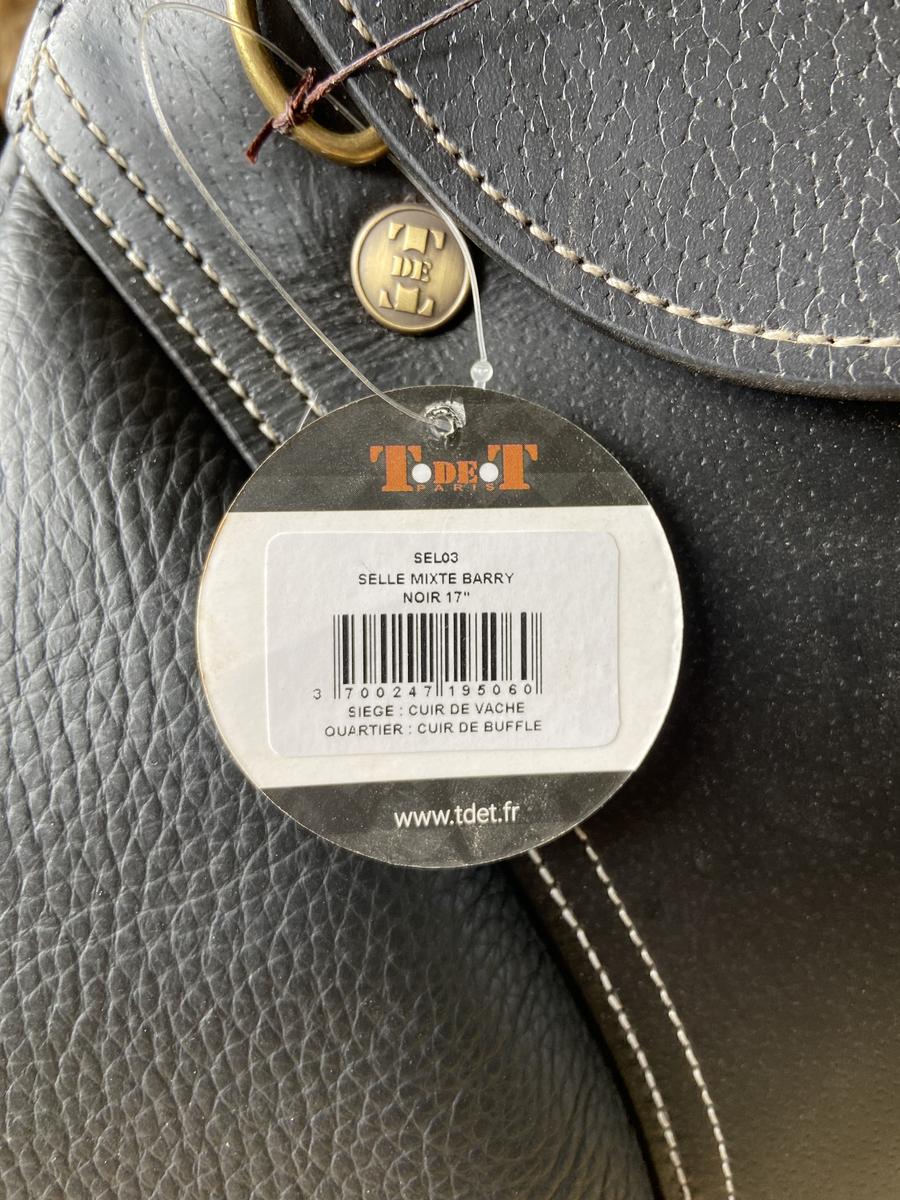 T
DE
T
T•DE•T
PARIS
SEL03
SELLE MIXTE BARRY
NOIR 17"
3 700247 195060
SIEGE : CUIR DE VACHE
QUARTIER : CUIR DE BUFFLE
www.tdet.fr